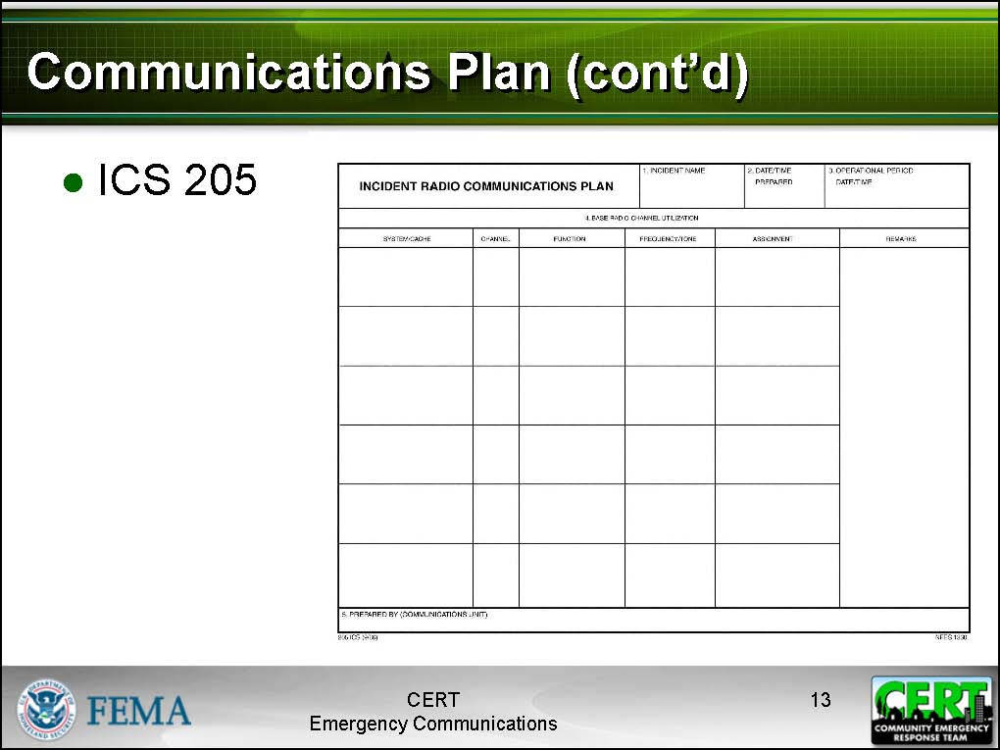 Communications Plan (cont’d)
ICS 205
INCIDENT RADIO COMMUNICATIONS PLAN
1. INCIDENT NAME
2. DATE/TIME
PREPARED
3. OPERATIONAL PERIOD
DATE/TIME
4. BASE RADIO CHANNEL UTILIZATION
SYSTEM/CACHE CHANNEL FUNCTION FREQUENCY/TONE ASSIGNMENT REMARKS
5. PREPARED BY (COMMUNICATIONS UNIT)
205 ICS
NFES 1330
U.S. DEPARTMENT OF
HOMELAND SECURITY
FEMA
CERT
Emergency Communications
13
CERT
COMMUNITY EMERGENCY
RESPONSE TEAM